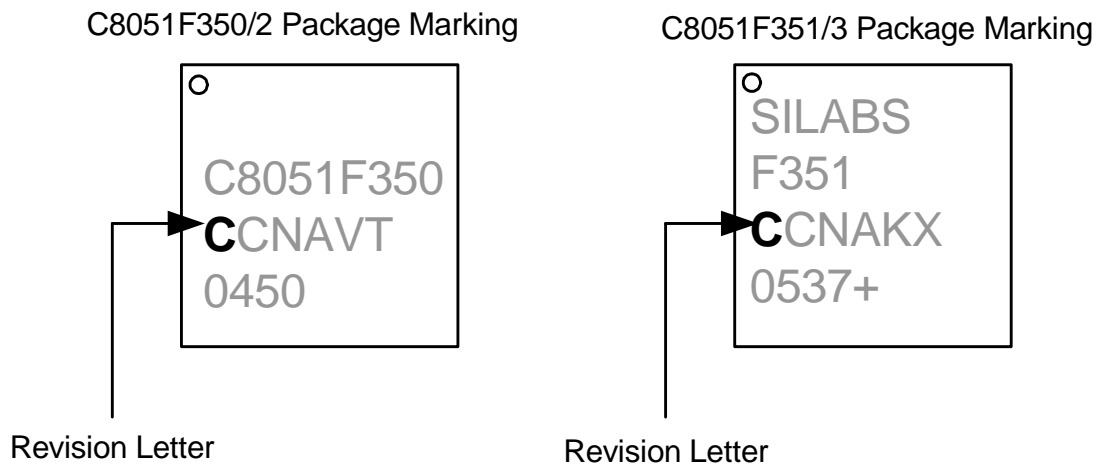 C8051F350/2 Package Marking
C8051F350
CCNAVT
0450
Revision Letter
C8051F351/3 Package Marking
SILABS
F351
CCNAKX
0537+
Revision Letter